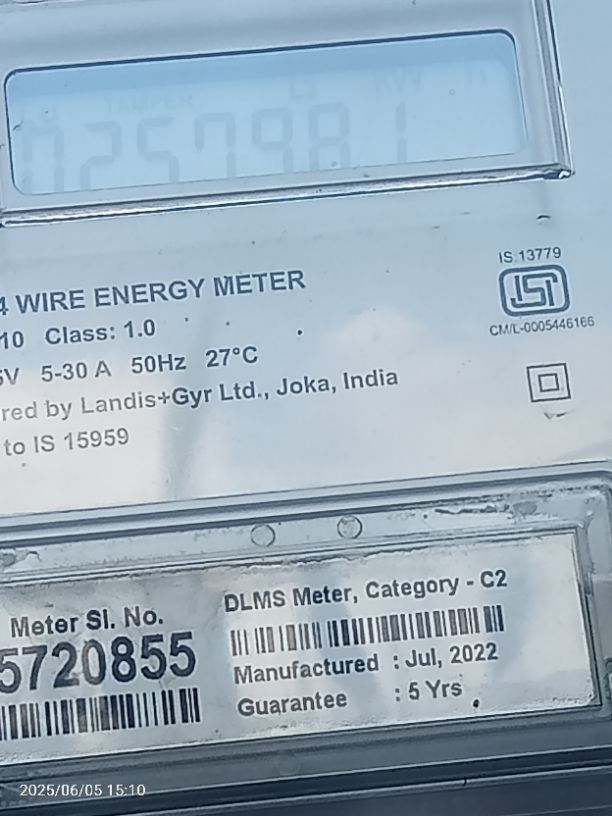 TAMPER
0257981
4 WIRE ENERGY METER
10 Class: 1.0
V 5-30 A 50Hz 27°C
red by Landis+Gyr Ltd., Joka, India
to IS 15959
IS 13779
ISI
CM/L-0005446166
Meter Sl. No.
5720855
DLMS Meter, Category - C2
Manufactured : Jul, 2022
Guarantee : 5 Yrs
2025/06/05 15:10